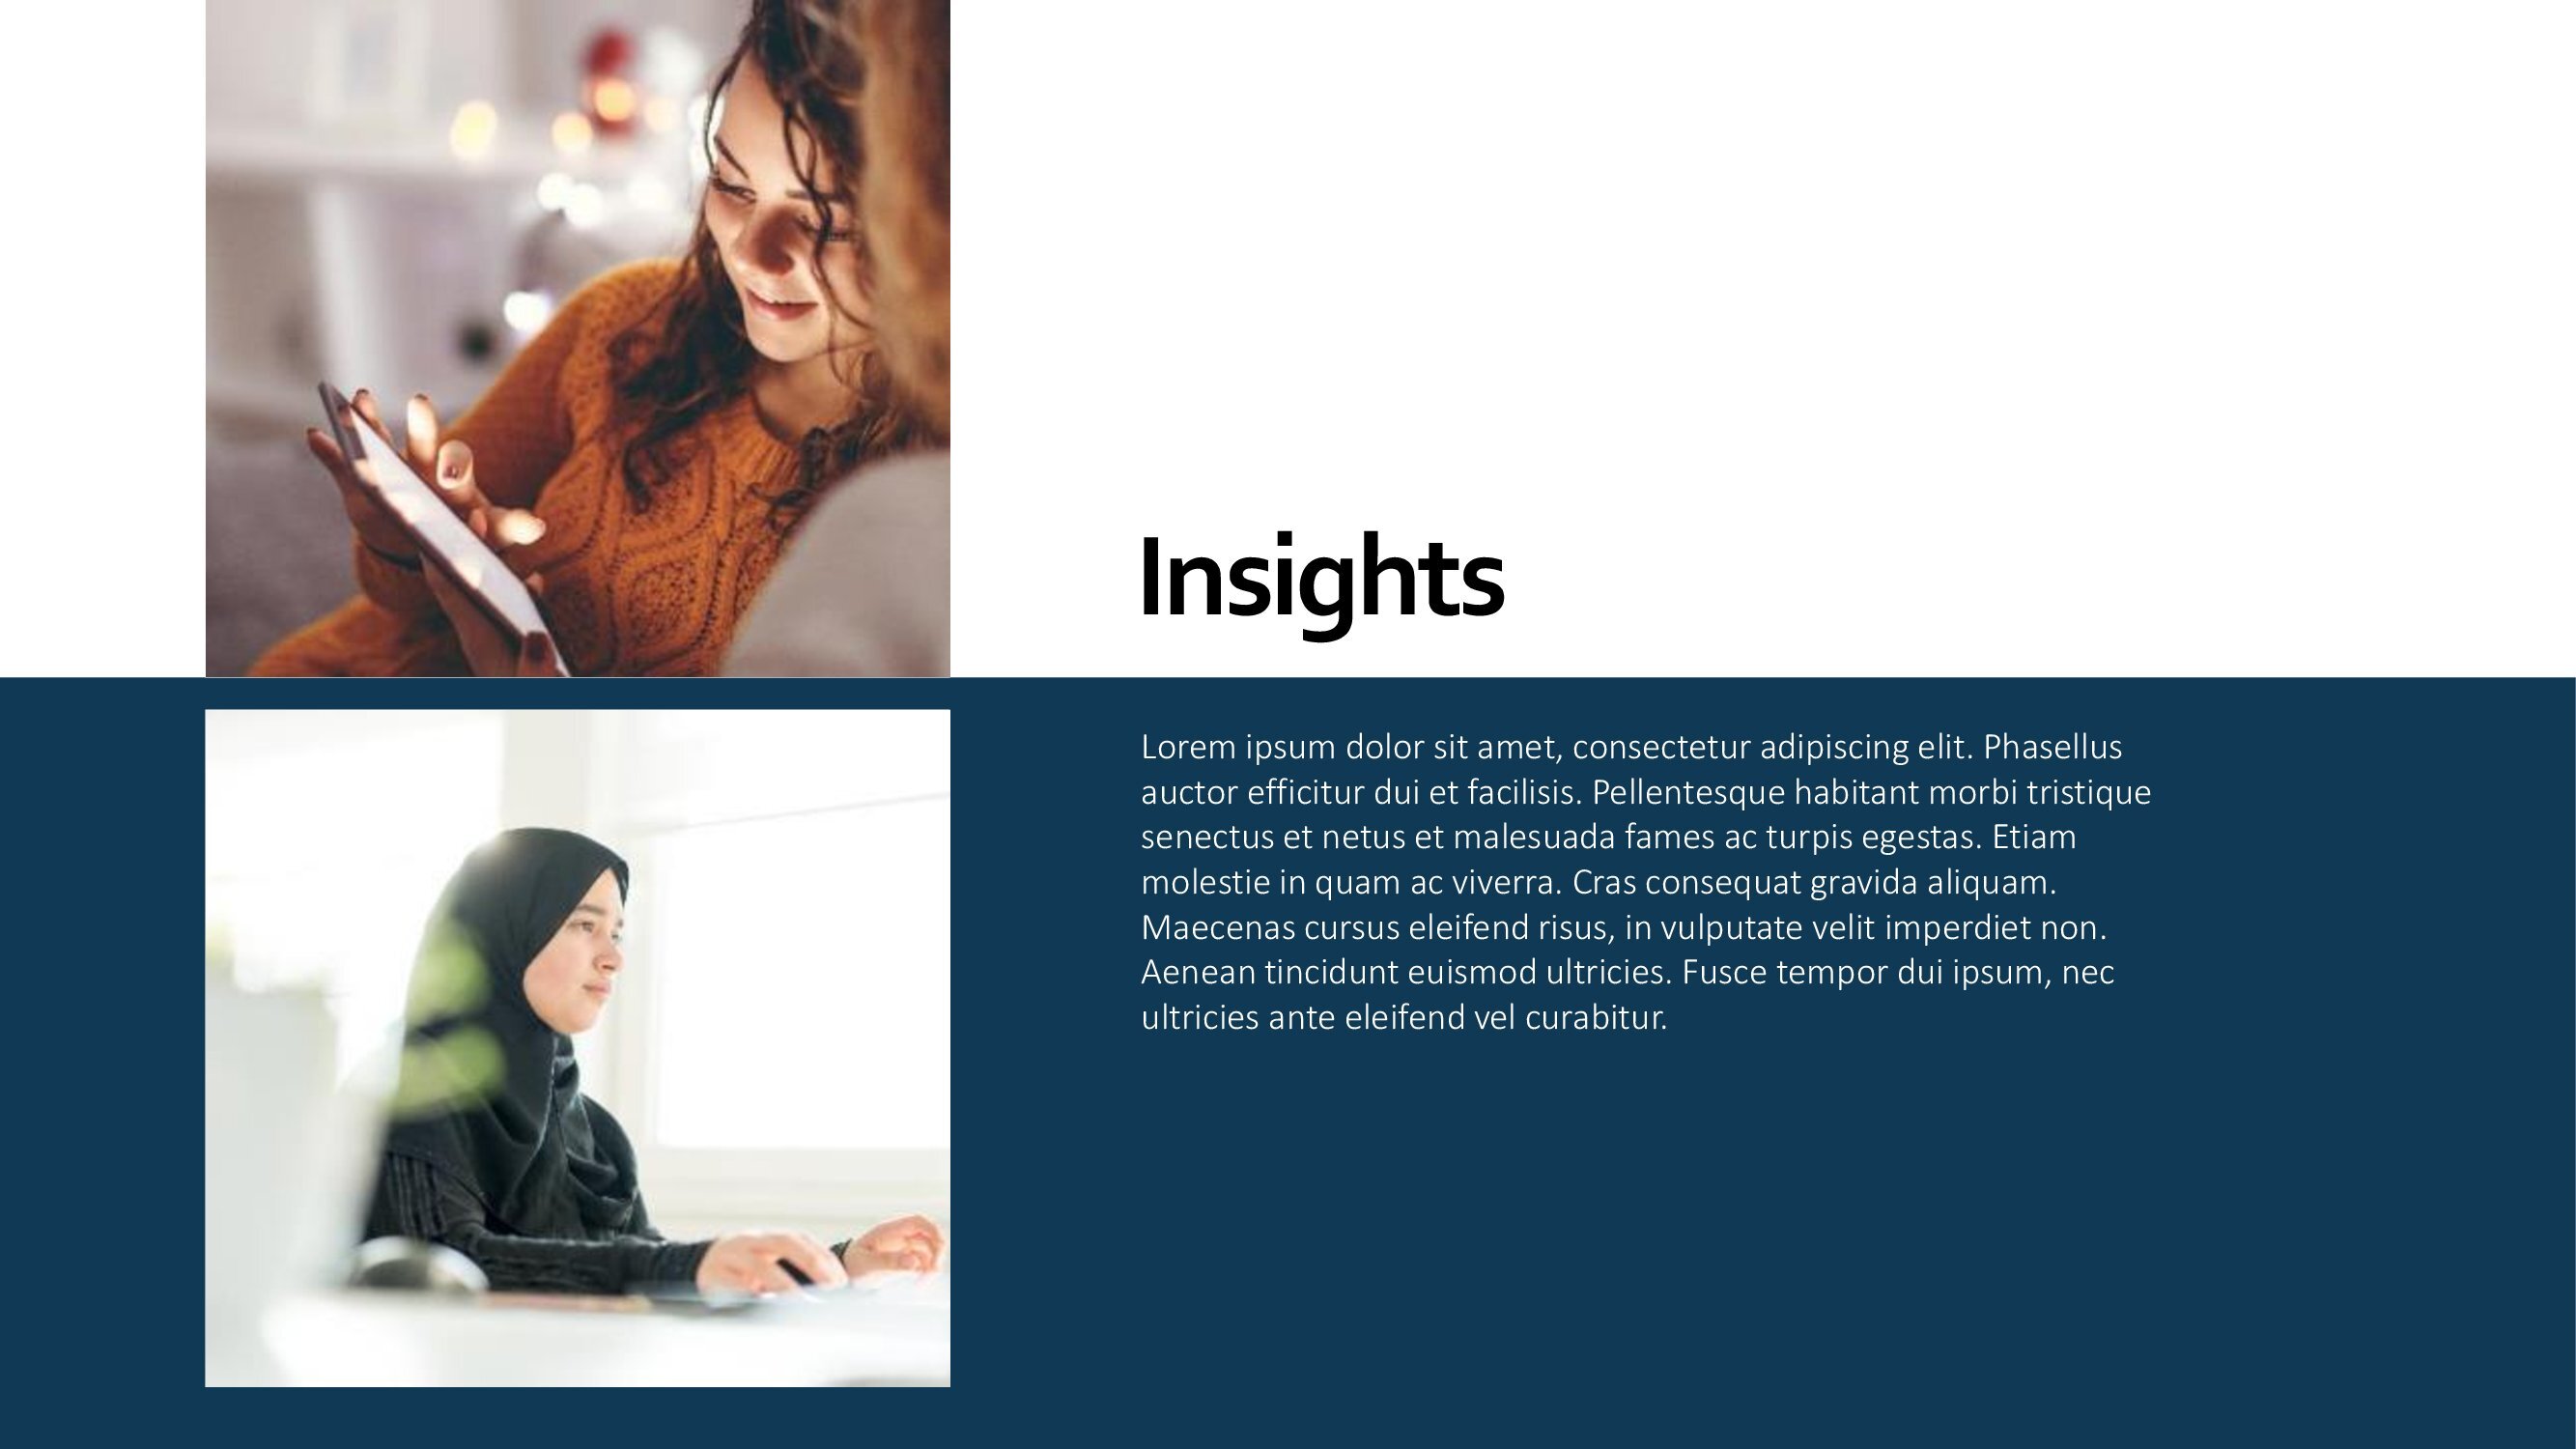 Insights
Lorem ipsum dolor sit amet, consectetur adipiscing elit. Phasellus
auctor efficitur dui et facilisis. Pellentesque habitant morbi tristique
senectus et netus et malesuada fames ac turpis egestas. Etiam
molestie in quam ac viverra. Cras consequat gravida aliquam.
Maecenas cursus eleifend risus, in vulputate velit imperdiet non.
Aenean tincidunt euismod ultricies. Fusce tempor dui ipsum, nec
ultricies ante eleifend vel curabitur.